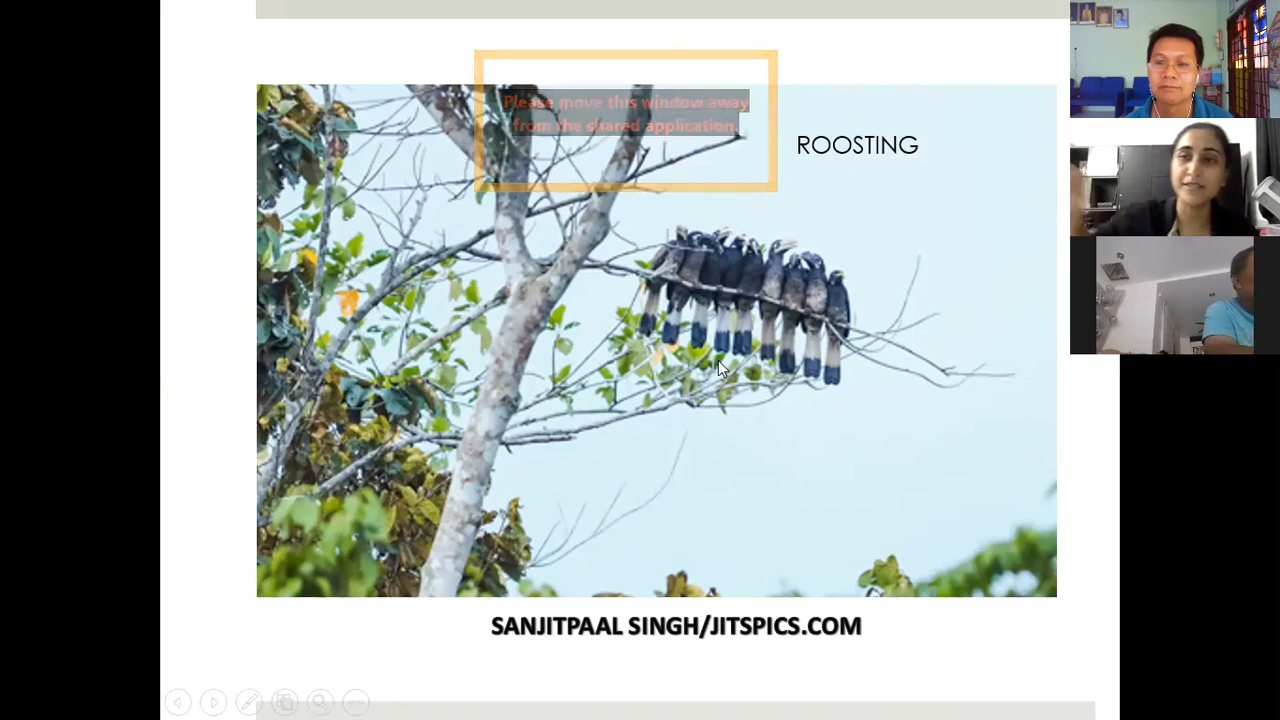 Please move this window away
from the shared application.
ROOSTING
SANJITPAAL SINGH/JITSPICS.COM